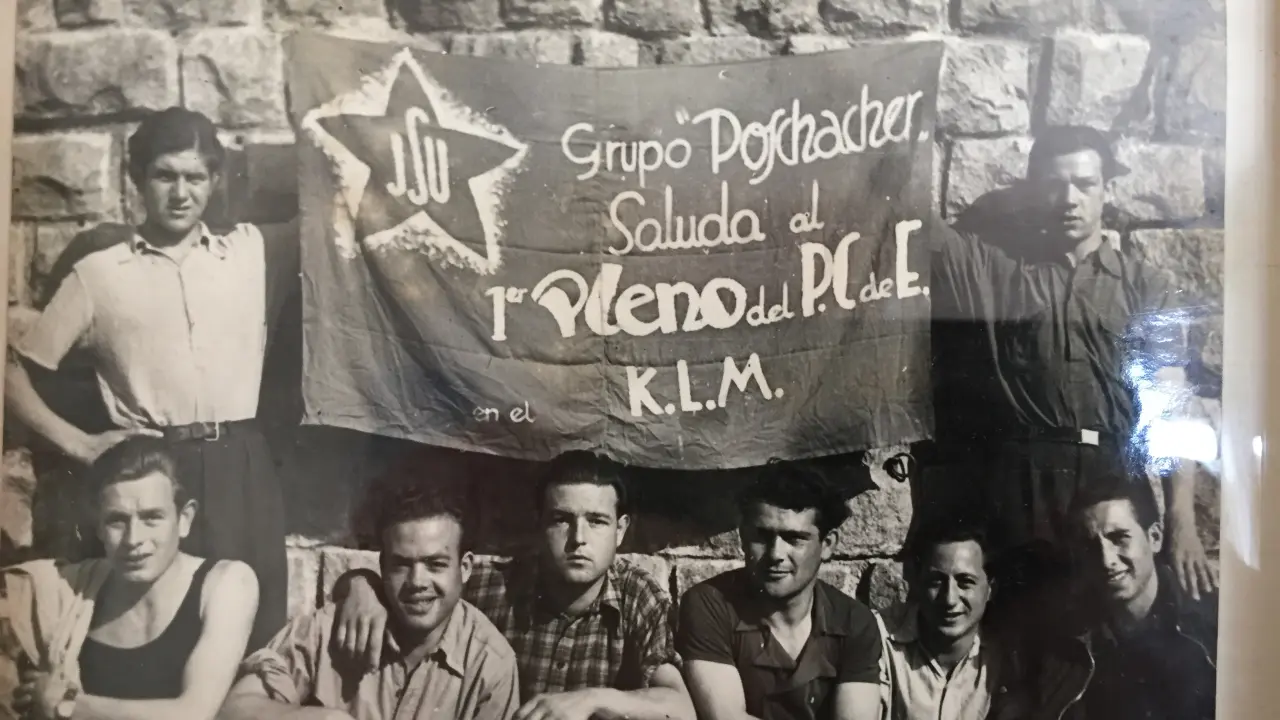 JSU
Grupo "Poschacher"
Saluda al
1er Pleno del P.C de E.
en el K.L.M.